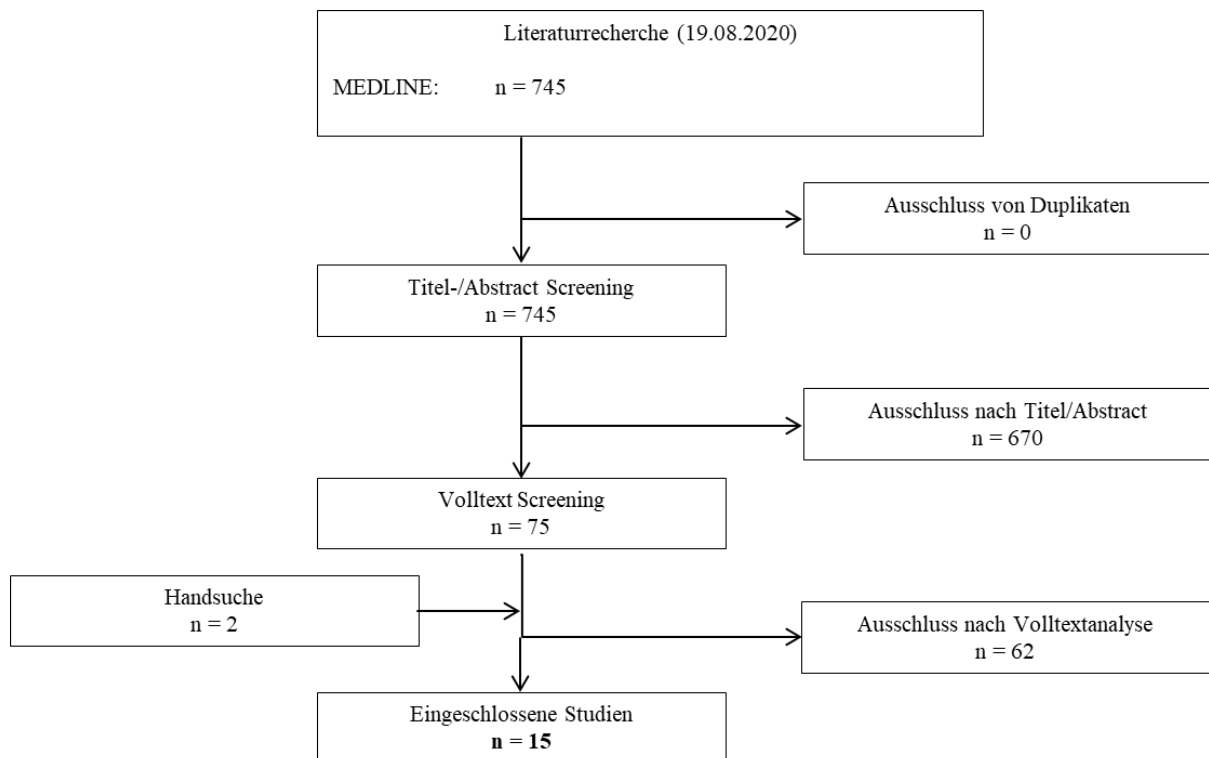 Literaturrecherche (19.08.2020)
MEDLINE: n = 745
Ausschluss von Duplikaten
n = 0
Titel-/Abstract Screening
n = 745
Ausschluss nach Titel/Abstract
n = 670
Volltext Screening
n = 75
Handsuche
n = 2
Ausschluss nach Volltextanalyse
n = 62
Eingeschlossene Studien
n = 15